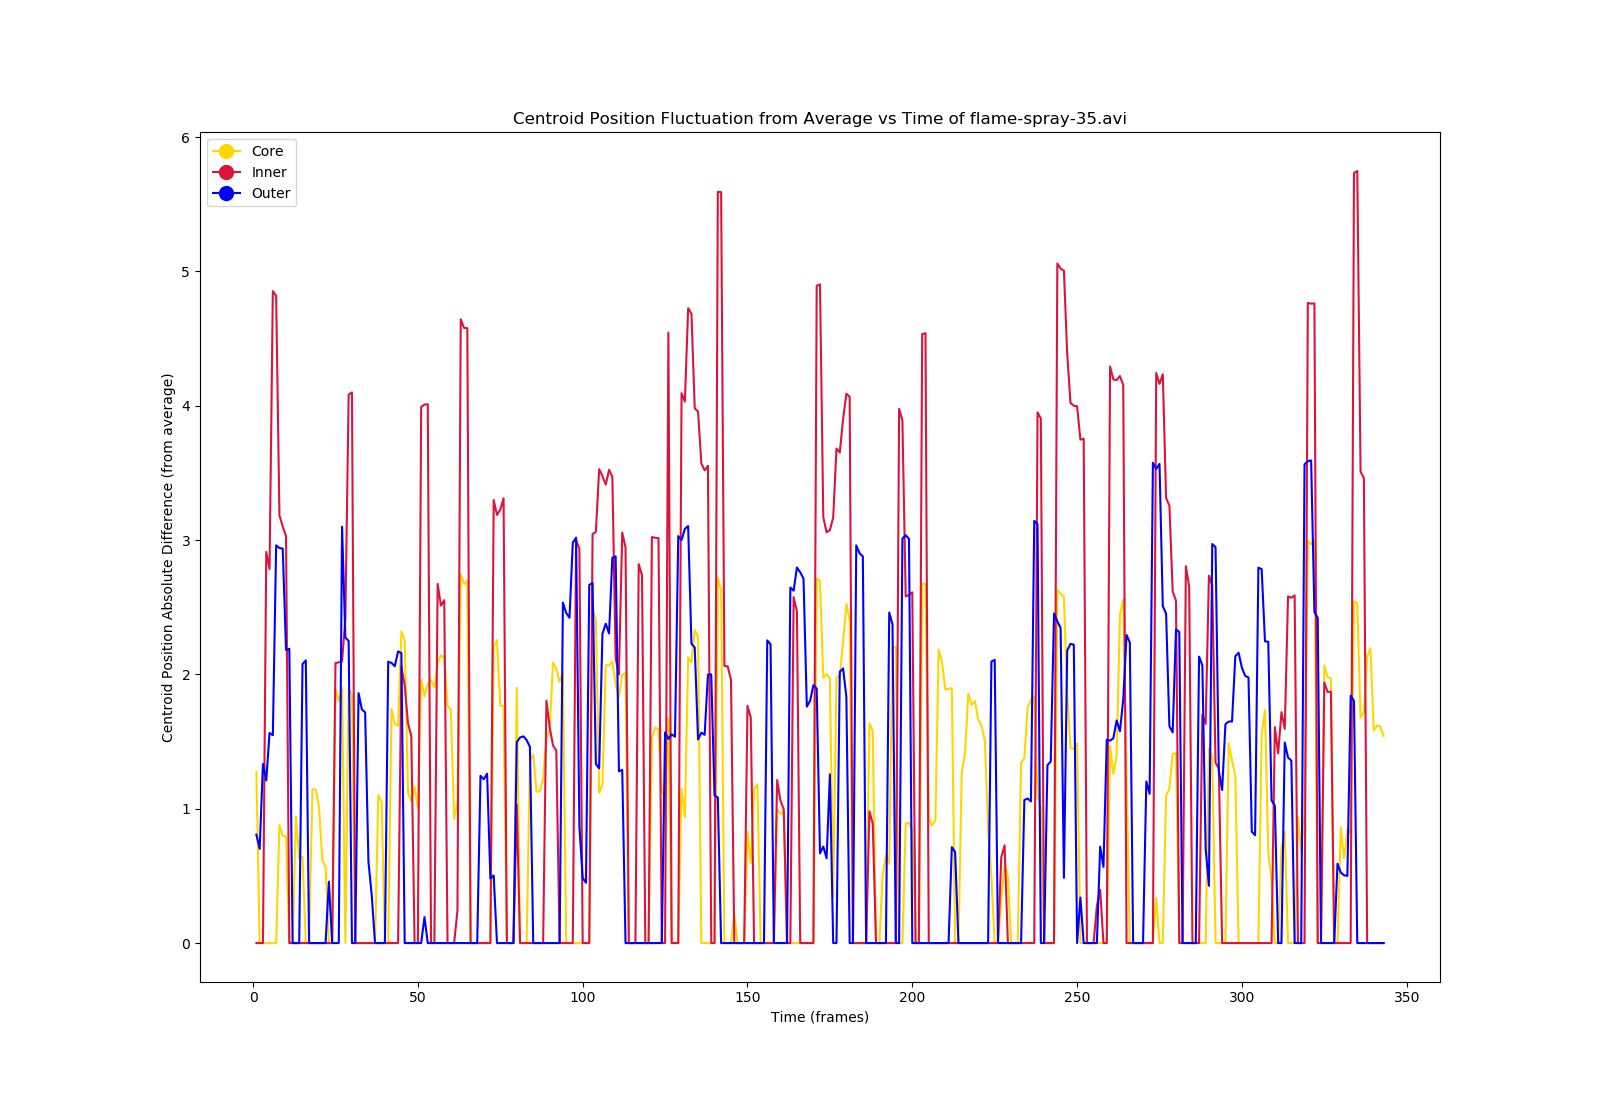 Centroid Position Fluctuation from Average vs Time of flame-spray-35.avi
Core
Inner
Outer
Centroid Position Absolute Difference (from average)
6
5
4
3
2
1
0
0 50 100 150 200 250 300 350
Time (frames)